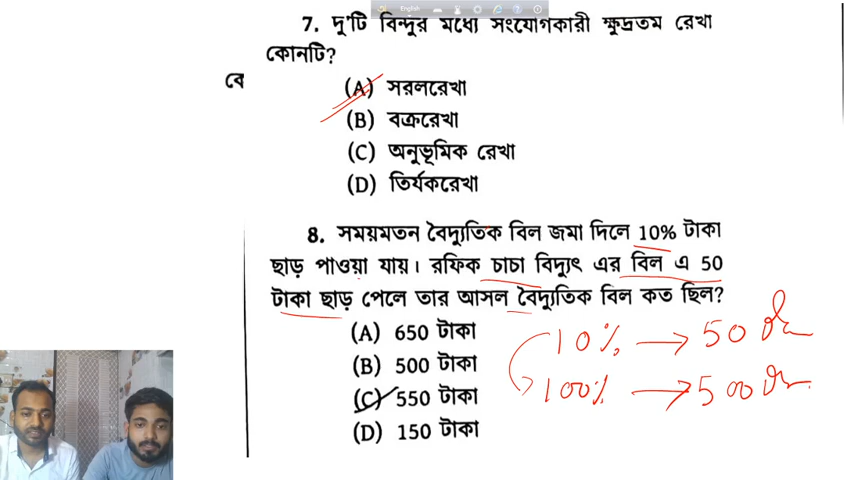 English
7. দু'টি বিন্দুর মধ্যে সংযোগকারী ক্ষুদ্রতম রেখা
কোনটি?
বে
(A) সরলরেখা
(B) বক্ররেখা
(C) অনুভূমিক রেখা
(D) তির্যকরেখা
8. সময়মতন বৈদ্যুতিক বিল জমা দিলে 10% টাকা
ছাড় পাওয়া যায়। রফিক চাচা বিদ্যুৎ এর বিল এ 50
টাকা ছাড় পেলে তার আসল বৈদ্যুতিক বিল কত ছিল?
(A) 650 টাকা
(B) 500 টাকা
(C) 550 টাকা
(D) 150 টাকা
10% → 50
100% → 500